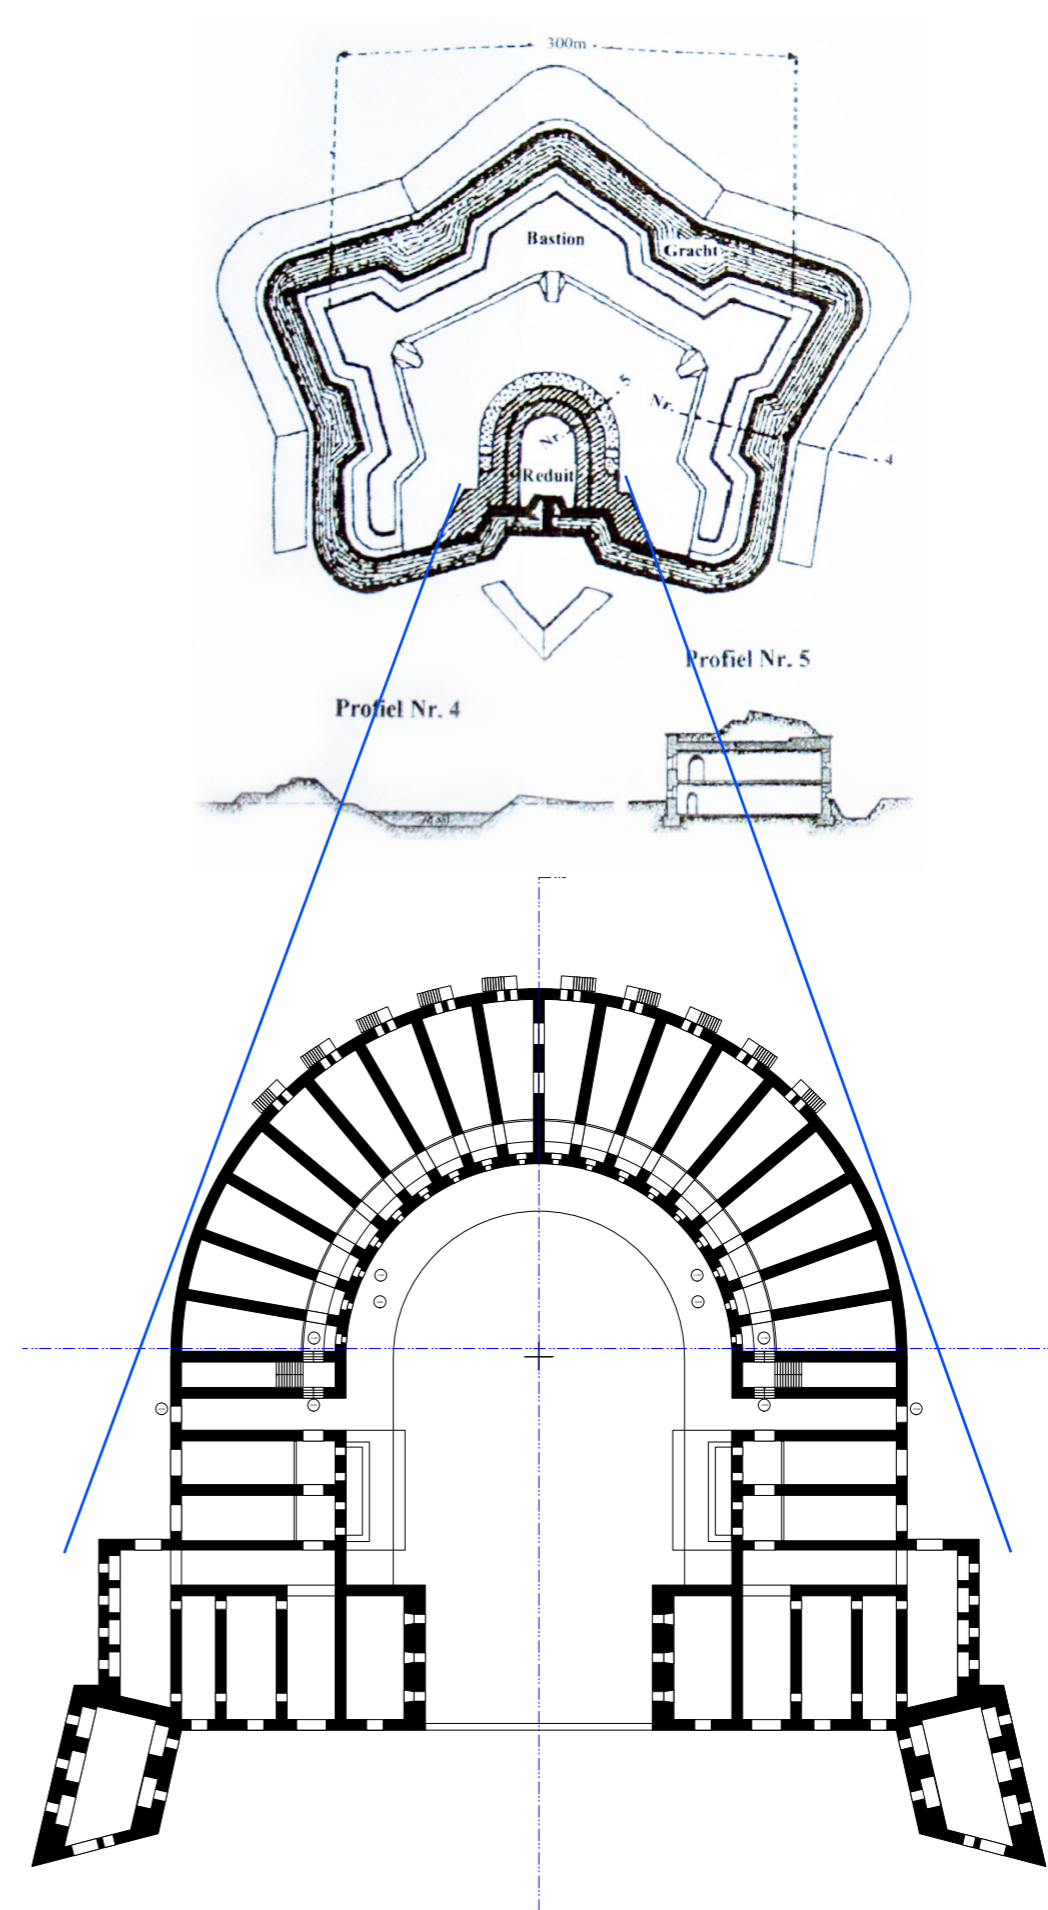 300m
Bastion
Gracht
5
Nr.
Nr.
4
Reduit
Profiel Nr. 5
Profiel Nr. 4